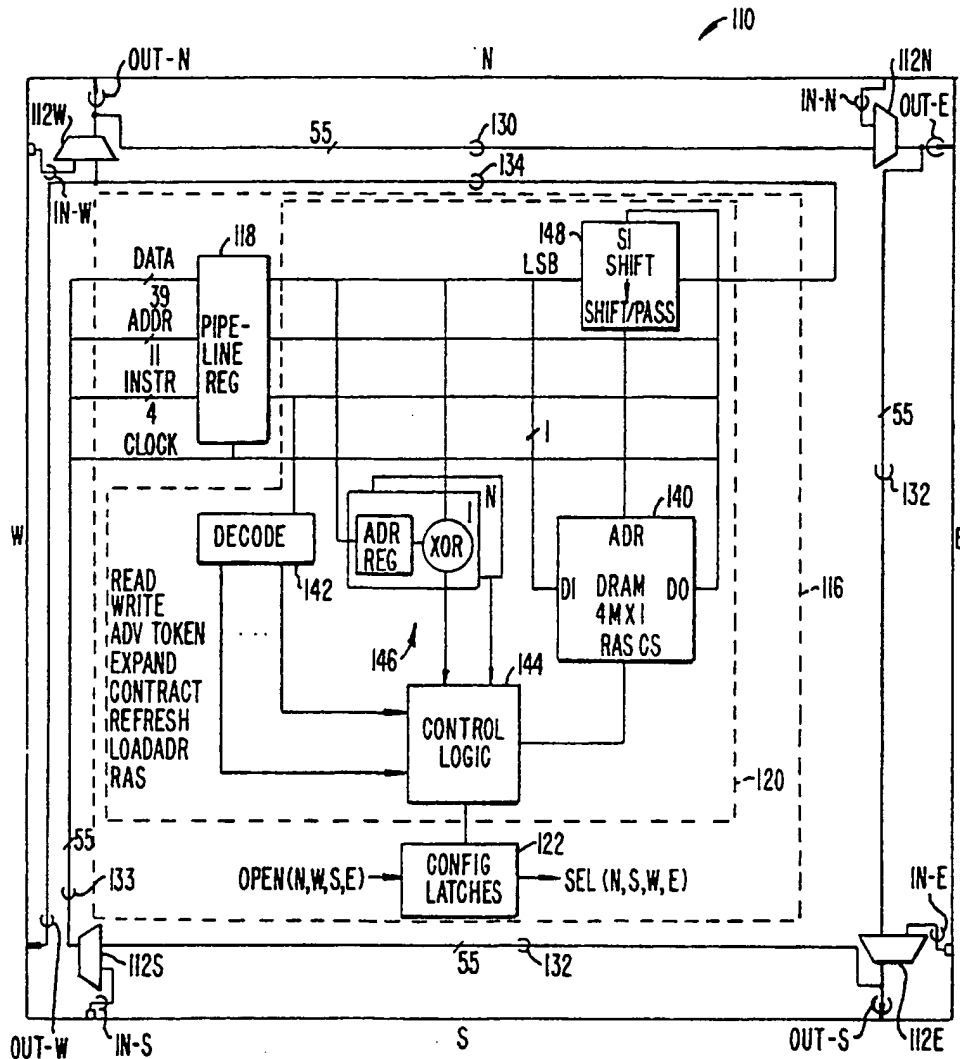 110
OUT-N
N
112N
112W
IN-N
OUT-E
55
130
134
IN-W
118
148
SI
SHIFT
SHIFT/PASS
DATA
39
LSB
ADDR
11
PIPE-
LINE
REG
INSTR
4
CLOCK
1
55
132
W
E
N
1
140
DECODE
142
ADR
REG
XOR
ADR
DI
DRAM
DO
4MX1
RAS CS
116
READ
WRITE
ADV TOKEN
EXPAND
CONTRACT
REFRESH
LOADADR
RAS
...
146
144
CONTROL
LOGIC
120
55
133
122
OPEN(N,W,S,E)
CONFIG
LATCHES
SEL (N,S,W,E)
IN-E
112S
55
132
OUT-W
IN-S
S
OUT-S
112E